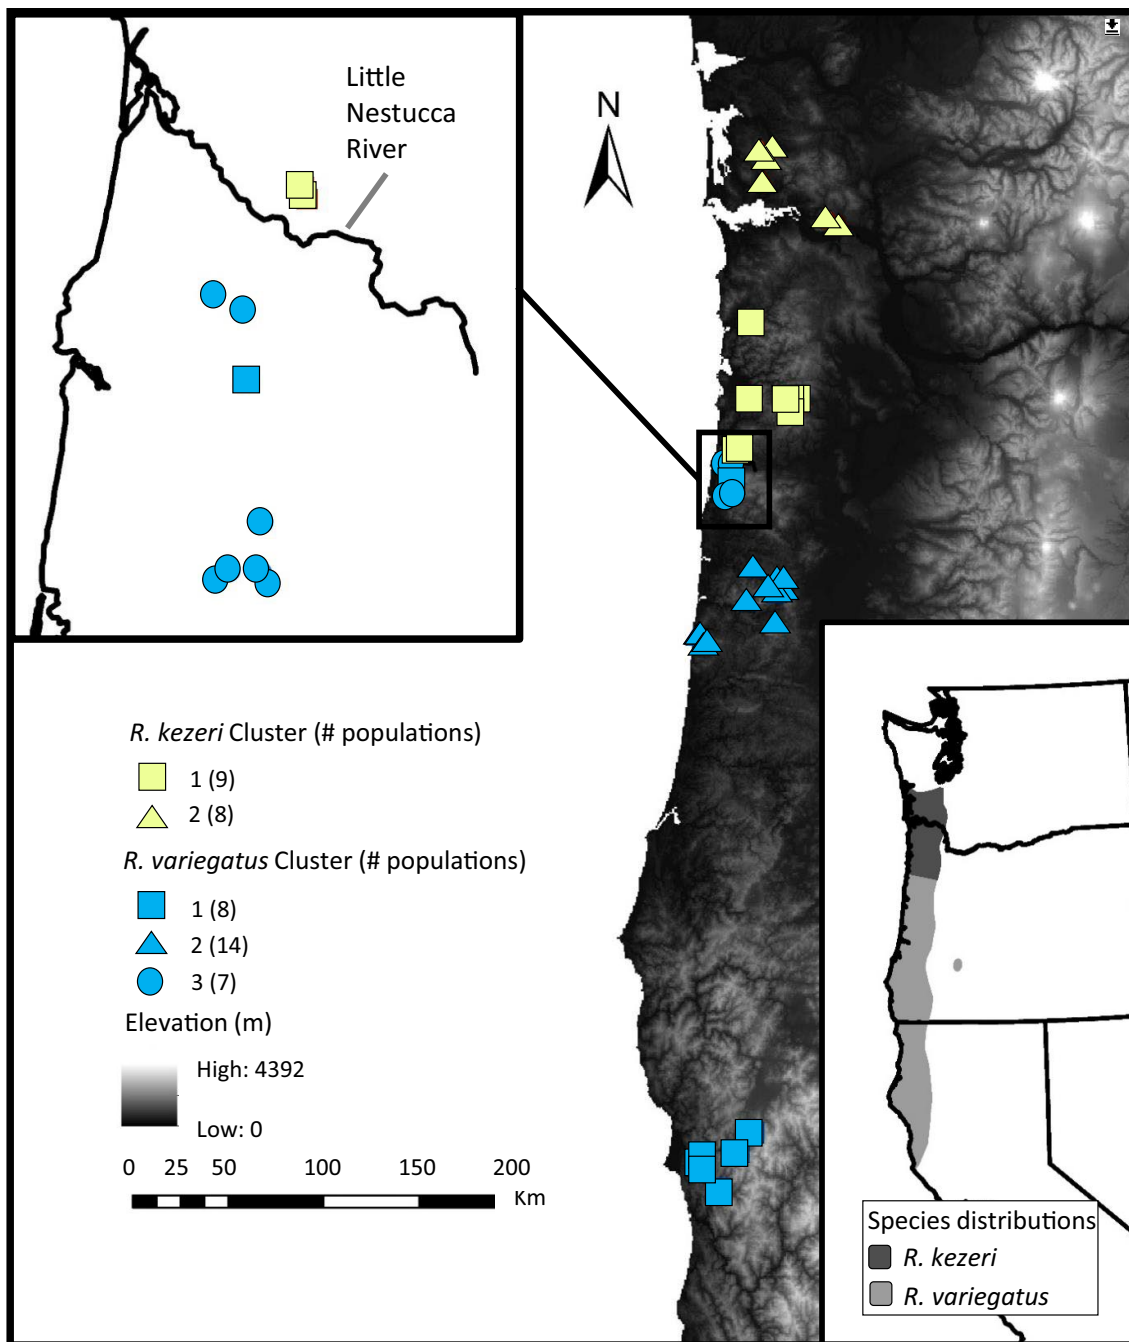 Little
Nestucca
River
N
R. kezeri Cluster (# populations)
1 (9)
2 (8)
R. variegatus Cluster (# populations)
1 (8)
2 (14)
3 (7)
Elevation (m)
High: 4392
Low: 0
0 25 50 100 150 200
Km
Species distributions
R. kezeri
R. variegatus